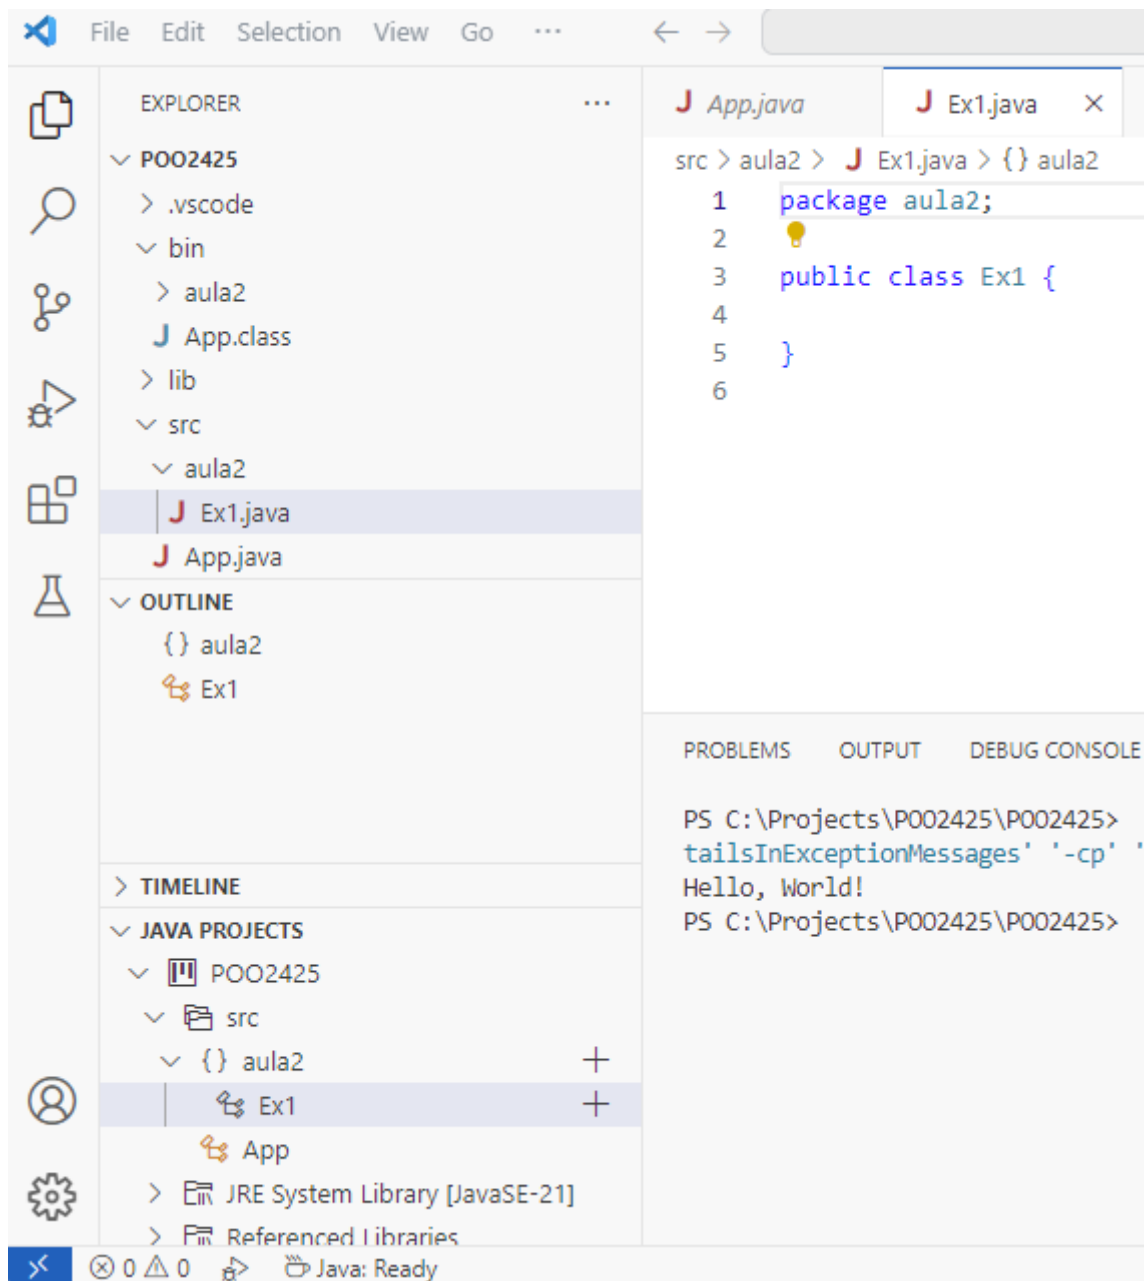 File Edit Selection View Go ···
EXPLORER ···
POO2425
.vscode
bin
aula2
J App.class
lib
src
aula2
J Ex1.java
J App.java
OUTLINE
{} aula2
Ex1
TIMELINE
JAVA PROJECTS
POO2425
src
{} aula2
Ex1
App
JRE System Library [JavaSE-21]
Referenced Libraries
J App.java J Ex1.java
src > aula2 > J Ex1.java > {} aula2
1 package aula2;
2
3 public class Ex1 {
4
5 }
6
PROBLEMS OUTPUT DEBUG CONSOLE
PS C:\Projects\POO2425\POO2425>
tailsInExceptionMessages' '-cp' '
Hello, World!
PS C:\Projects\POO2425\POO2425>
0 0 Java: Ready